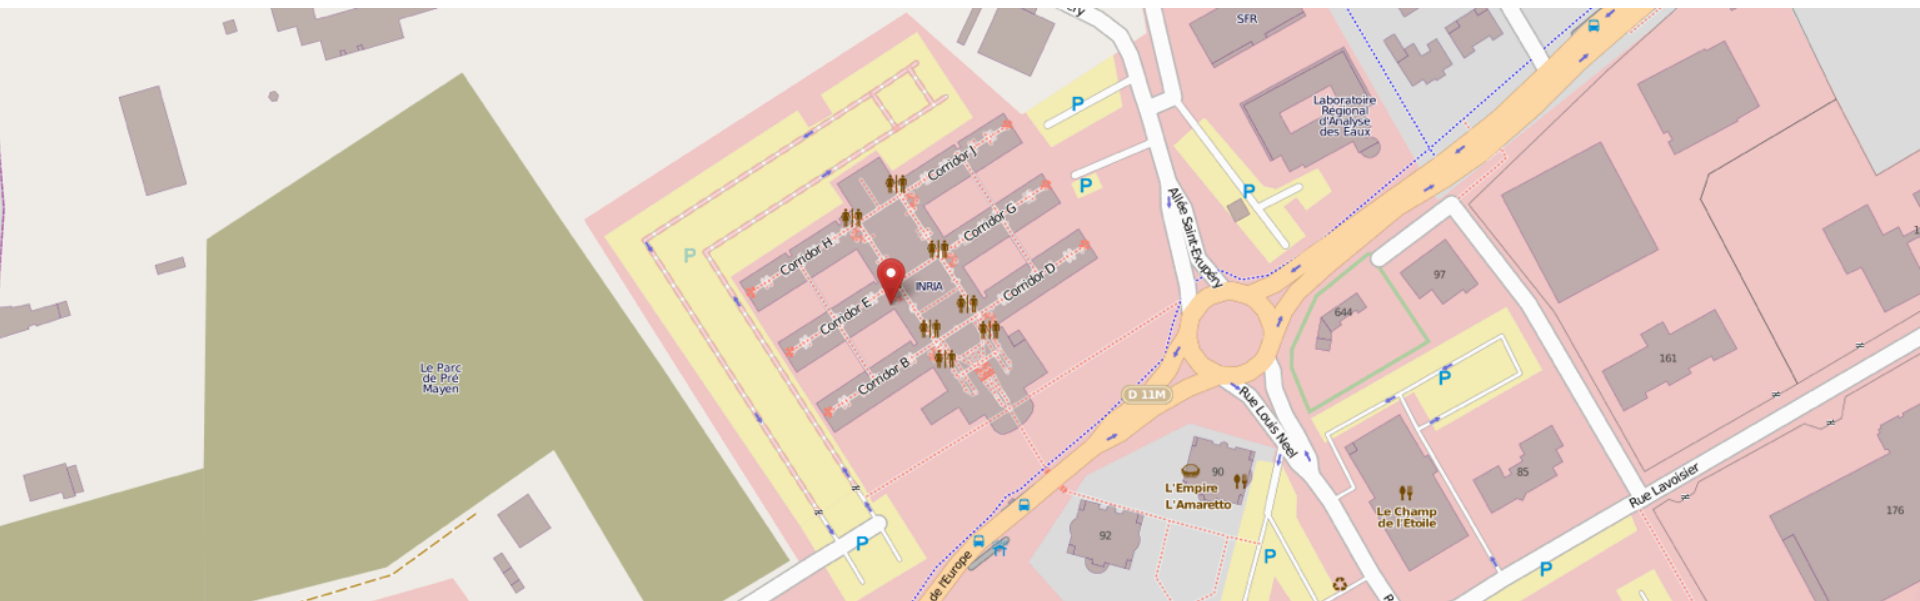 SFR
Laboratoire
Régional
d'Analyse
des Eaux
P
P
P
P
Corridor J
Corridor G
Corridor H
Corridor D
Corridor E
Corridor B
INRIA
Allée Saint-Exupéry
97
644
161
Le Parc
de Pré
Mayen
D 11M
P
Rue Louis Neel
90
L'Empire
L'Amaretto
Le Champ
de l'Etoile
85
Rue Lavoisier
176
92
P
P
P
de l'Europe